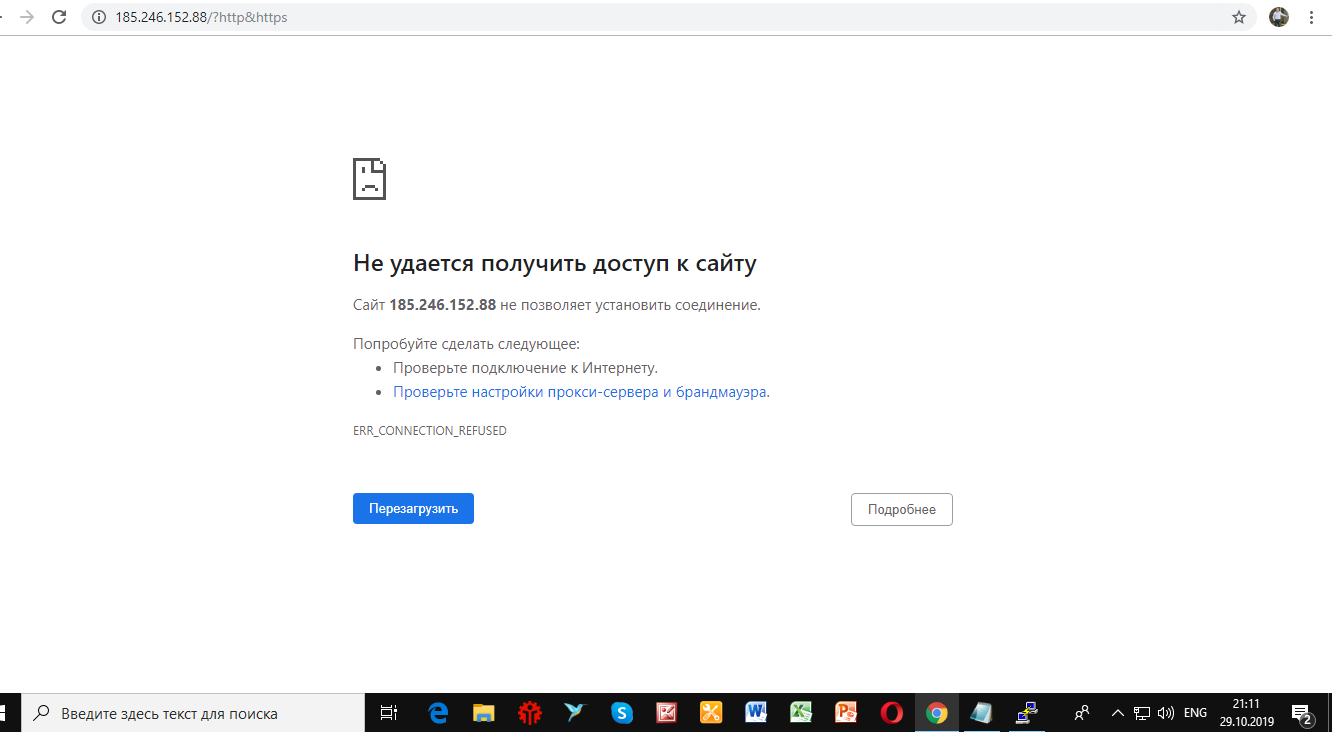 185.246.152.88/?http&https
Не удается получить доступ к сайту
Сайт 185.246.152.88 не позволяет установить соединение.
Попробуйте сделать следующее:
Проверьте подключение к Интернету.
Проверьте настройки прокси-сервера и брандмауэра.
ERR_CONNECTION_REFUSED
Перезагрузить
Подробнее
Введите здесь текст для поиска
ENG
21:11
29.10.2019
2